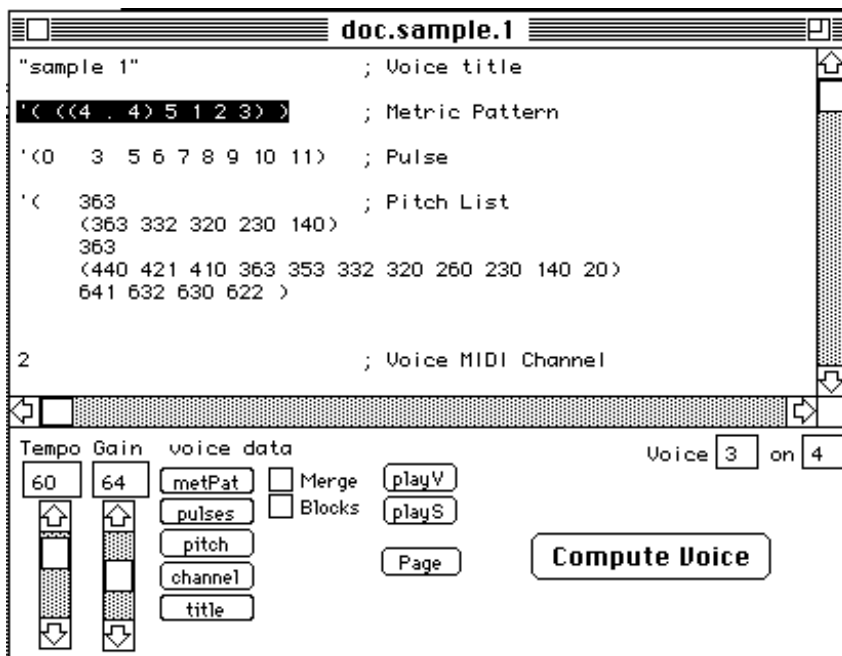 doc.sample.1
"sample 1" ; Voice title
'( ((4 . 4) 5 1 2 3) ) ; Metric Pattern
'(0 3 5 6 7 8 9 10 11) ; Pulse
'( 363 ; Pitch List
(363 332 320 230 140)
363
(440 421 410 363 353 332 320 260 230 140 20)
641 632 630 622 )
2 ; Voice MIDI Channel
Tempo Gain voice data Voice 3 on 4
60 64 metPat Merge playV
pulses Blocks playS
pitch
Page Compute Voice
channel
title